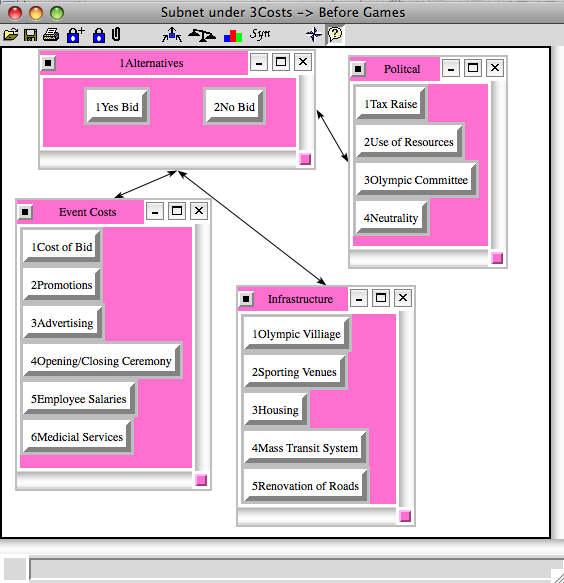 Subnet under 3Costs -> Before Games
Syn
1Alternatives
1Yes Bid
2No Bid
Politcal
1Tax Raise
2Use of Resources
3Olympic Committee
4Neutrality
Event Costs
1Cost of Bid
2Promotions
3Advertising
4Opening/Closing Ceremony
5Employee Salaries
6Medicial Services
Infrastructure
1Olympic Villiage
2Sporting Venues
3Housing
4Mass Transit System
5Renovation of Roads